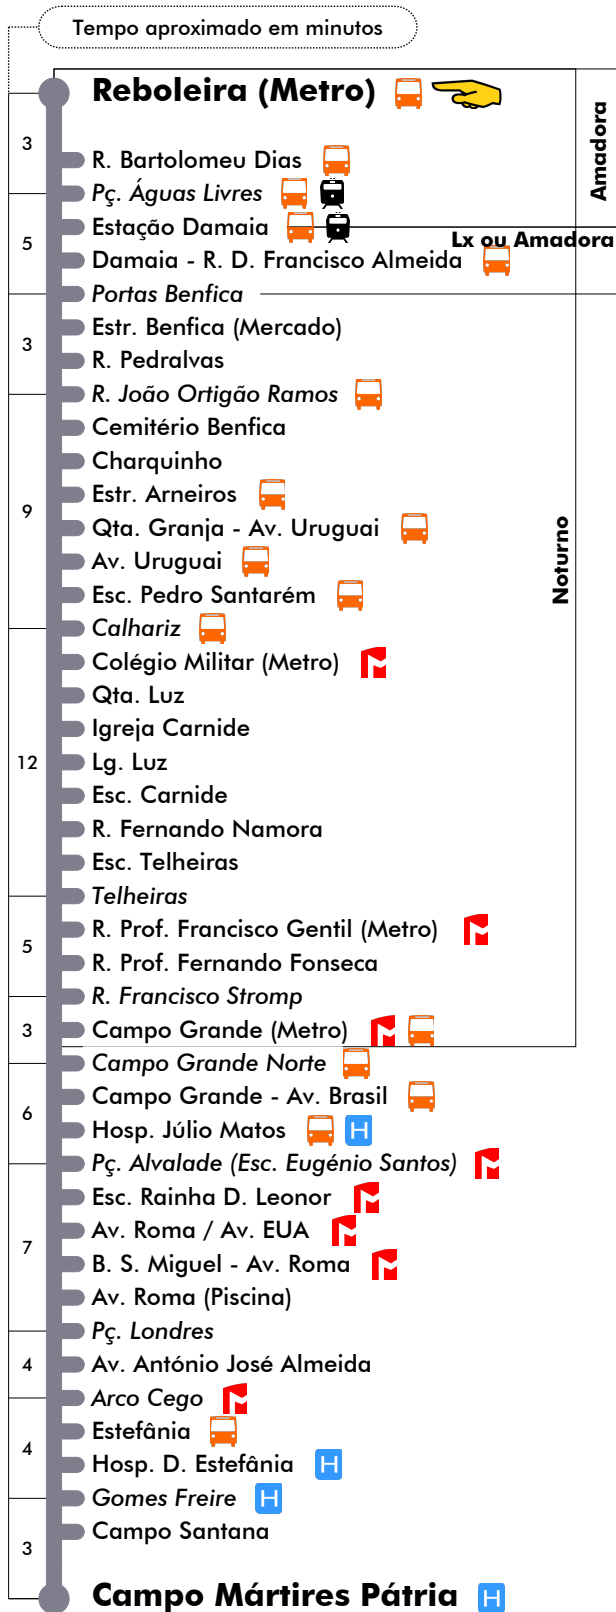 Tempo aproximado em minutos
Reboleira (Metro)
3
R. Bartolomeu Dias
Amadora
Pç. Águas Livres
Estação Damaia
5
Lx ou Amadora
Damaia - R. D. Francisco Almeida
Portas Benfica
Estr. Benfica (Mercado)
3
R. Pedralvas
R. João Ortigão Ramos
Cemitério Benfica
Charquinho
Estr. Arneiros
9
Qta. Granja - Av. Uruguai
Av. Uruguai
Noturno
Esc. Pedro Santarém
Calhariz
Colégio Militar (Metro)
Qta. Luz
Igreja Carnide
12
Lg. Luz
Esc. Carnide
R. Fernando Namora
Esc. Telheiras
Telheiras
R. Prof. Francisco Gentil (Metro)
5
R. Prof. Fernando Fonseca
R. Francisco Stromp
3
Campo Grande (Metro)
Campo Grande Norte
Campo Grande - Av. Brasil
6
Hosp. Júlio Matos
H
Pç. Alvalade (Esc. Eugénio Santos)
Esc. Rainha D. Leonor
Av. Roma / Av. EUA
7
B. S. Miguel - Av. Roma
Av. Roma (Piscina)
Pç. Londres
4
Av. António José Almeida
Arco Cego
Estefânia
4
Hosp. D. Estefânia
H
Gomes Freire
H
Campo Santana
3
Campo Mártires Pátria
H